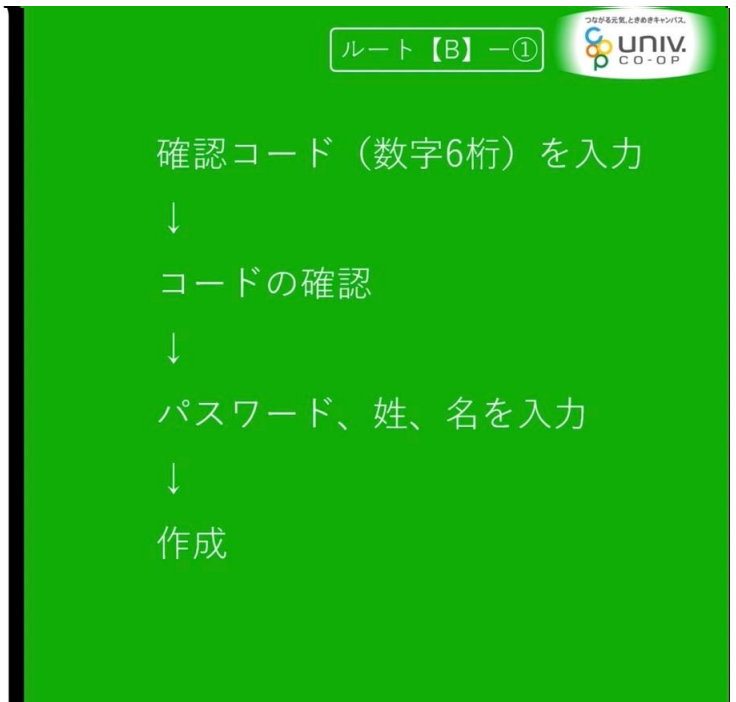 つながる元気、ときめきキャンパス。
ルート【B】ー①
co-op UNIV.
CO-OP
確認コード（数字6桁）を入力
↓
コードの確認
↓
パスワード、姓、名を入力
↓
作成